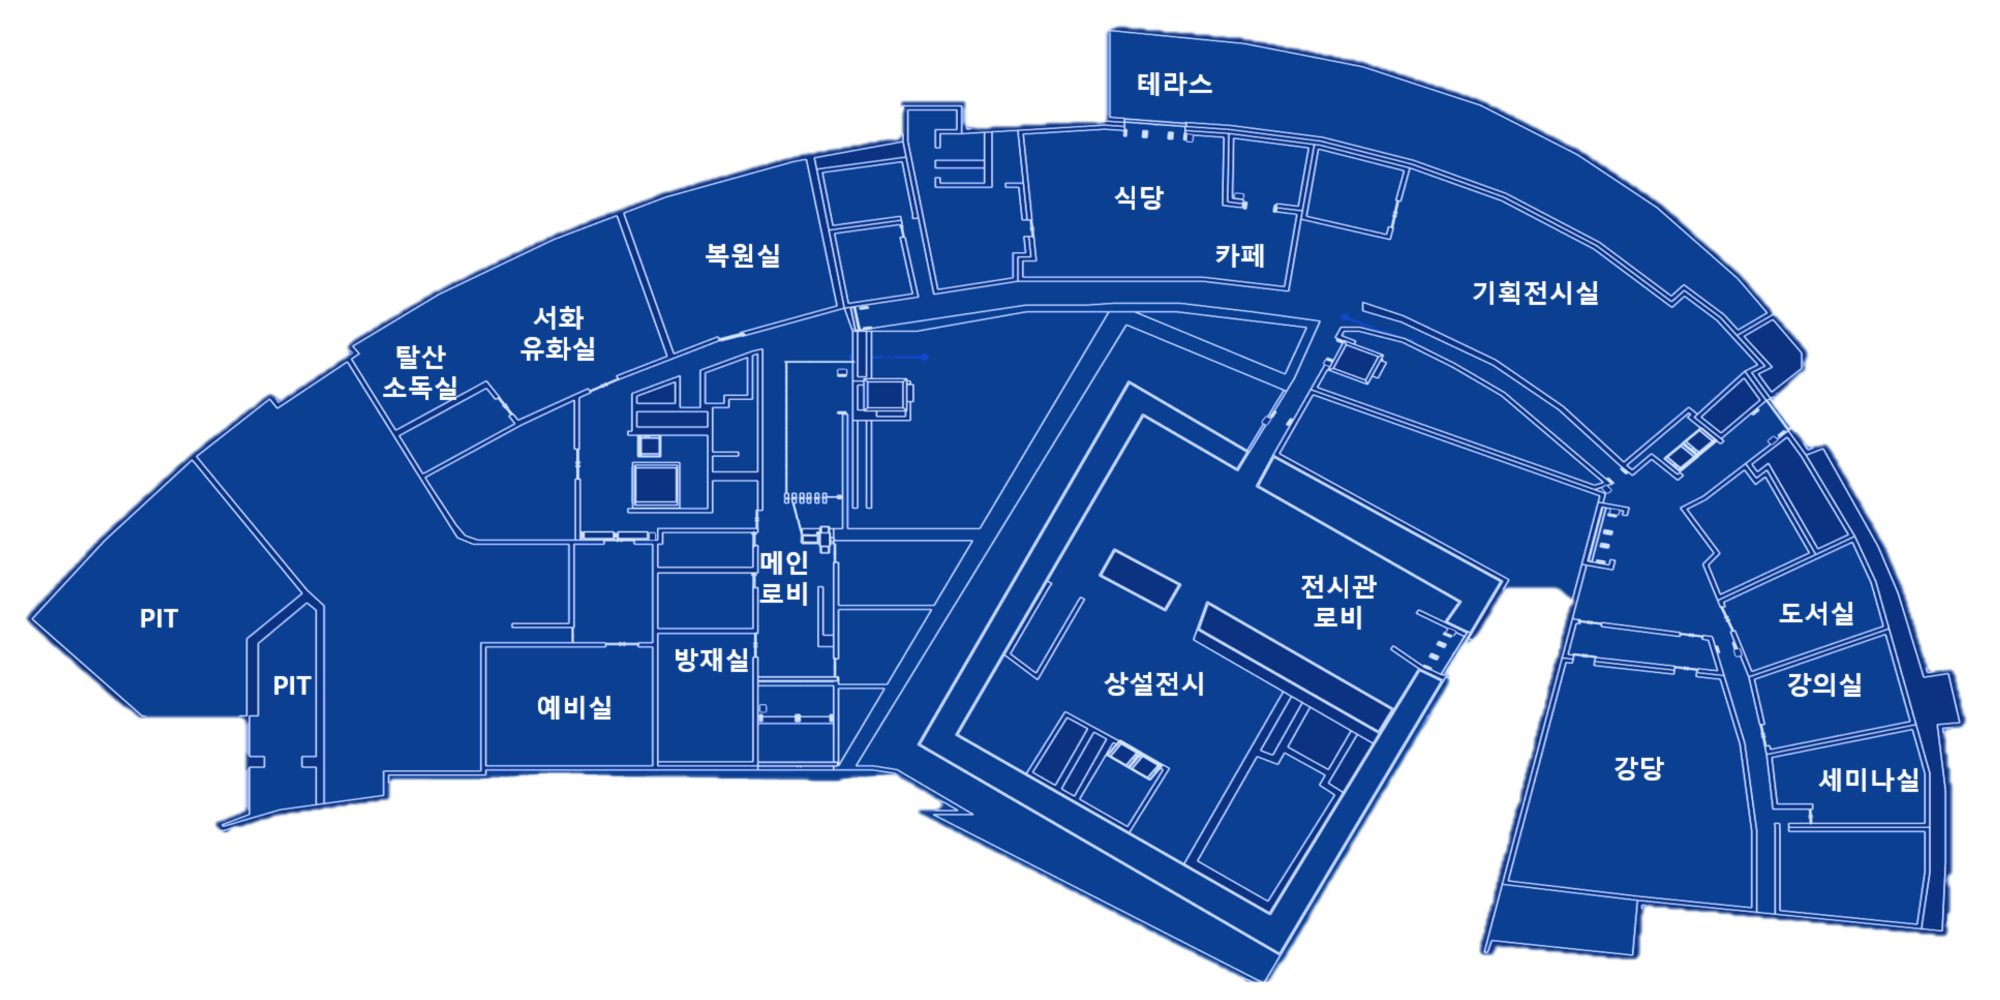 테라스
식당
카페
복원실
기획전시실
서화
유화실
탈산
소독실
메인
로비
전시관
로비
PIT
PIT
방재실
예비실
상설전시
도서실
강의실
강당
세미나실